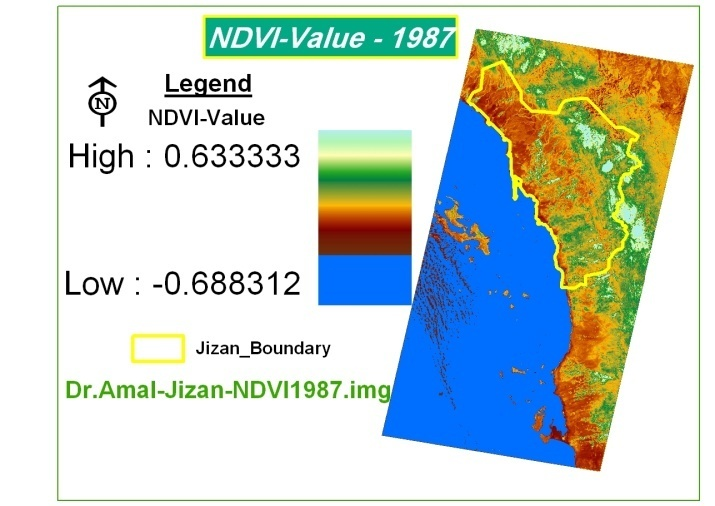 NDVI-Value - 1987
Legend
N
NDVI-Value
High : 0.633333
Low : -0.688312
Jizan_Boundary
Dr.Amal-Jizan-NDVI1987.img